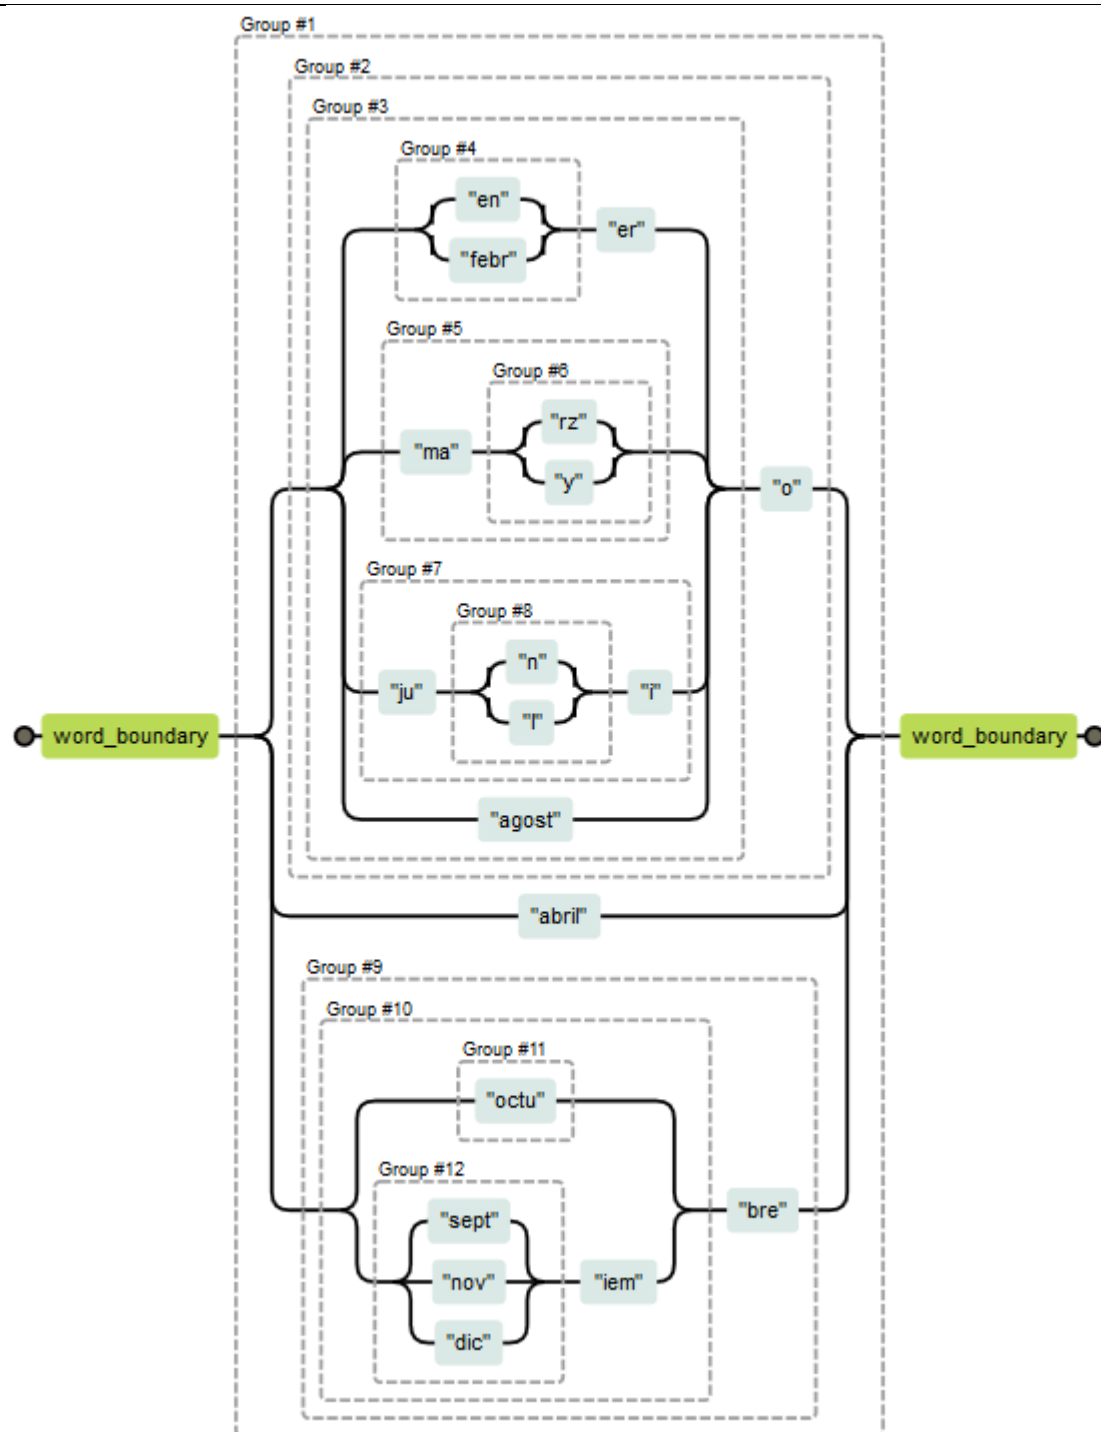 Group #1
Group #2
Group #3
Group #4
"en"
"er"
"febr"
Group #5
Group #6
"rz"
"ma"
"y"
"o"
Group #7
Group #8
"n"
"ju"
"i"
"l"
word_boundary
word_boundary
"agost"
"abril"
Group #9
Group #10
Group #11
"octu"
Group #12
"sept"
"bre"
"nov"
"iem"
"dic"